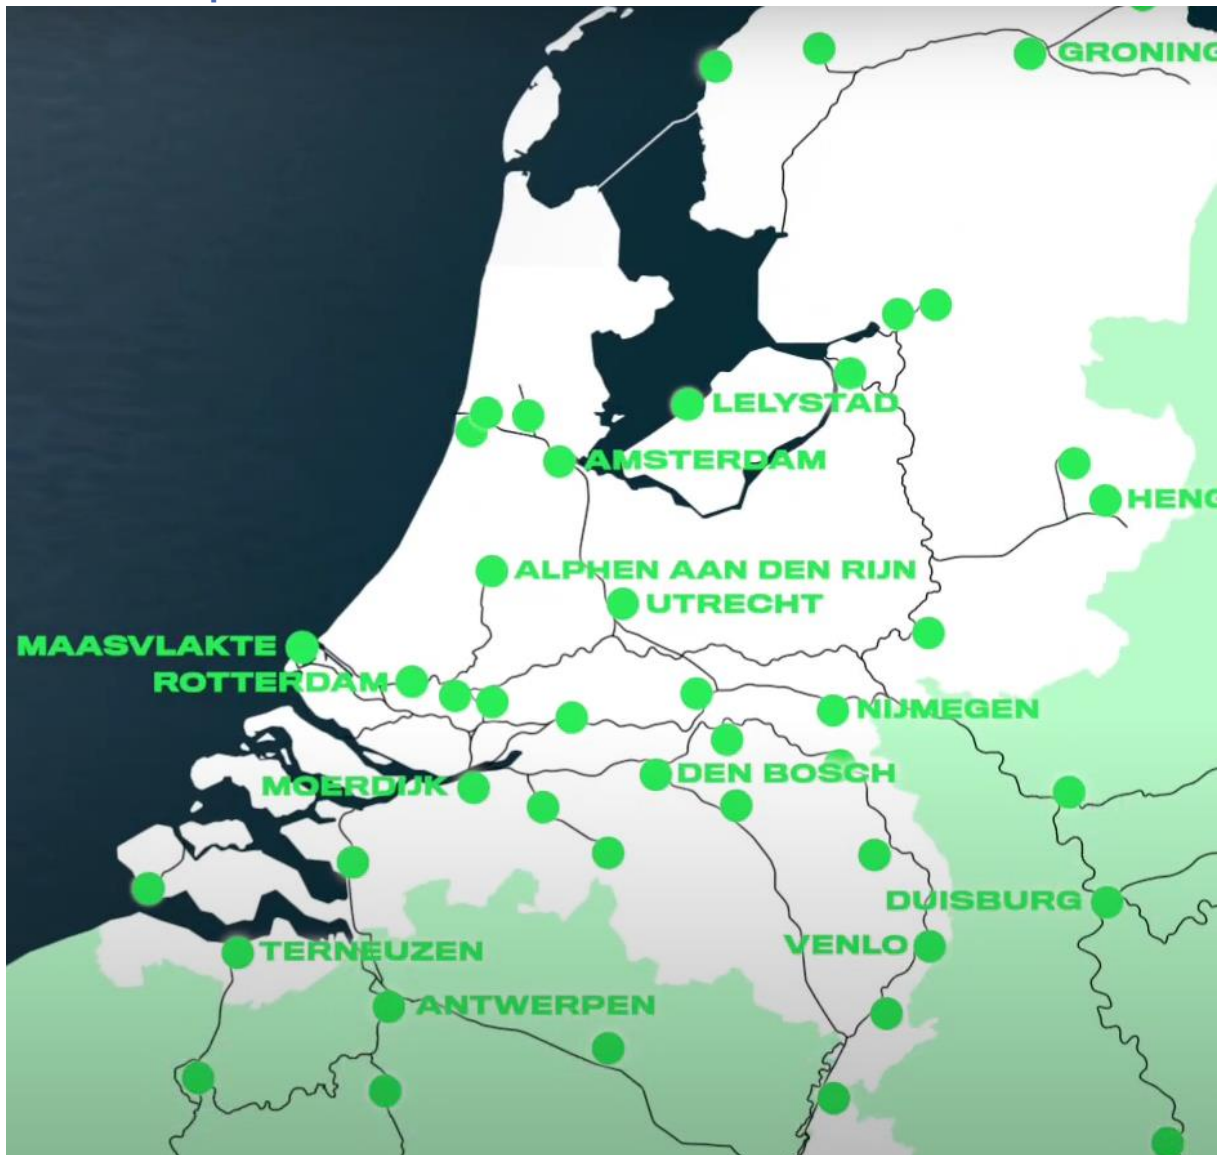 GRONING
LELYSTAD
AMSTERDAM
HENG
ALPHEN AAN DEN RIJN
UTRECHT
MAASVLAKTE
ROTTERDAM
NIJMEGEN
DEN BOSCH
MOERDIJK
DUISBURG
VENLO
TERNEUZEN
ANTWERPEN